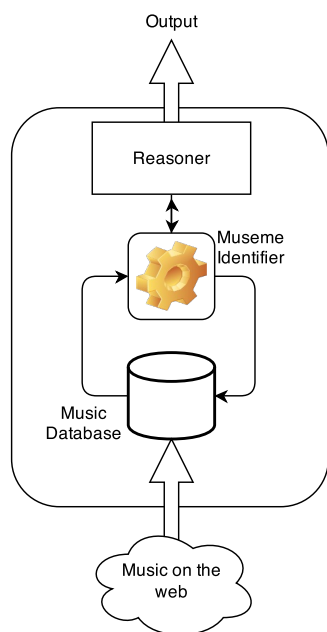 Output
Reasoner
Museme
Identifier
Music
Database
Music on the
web